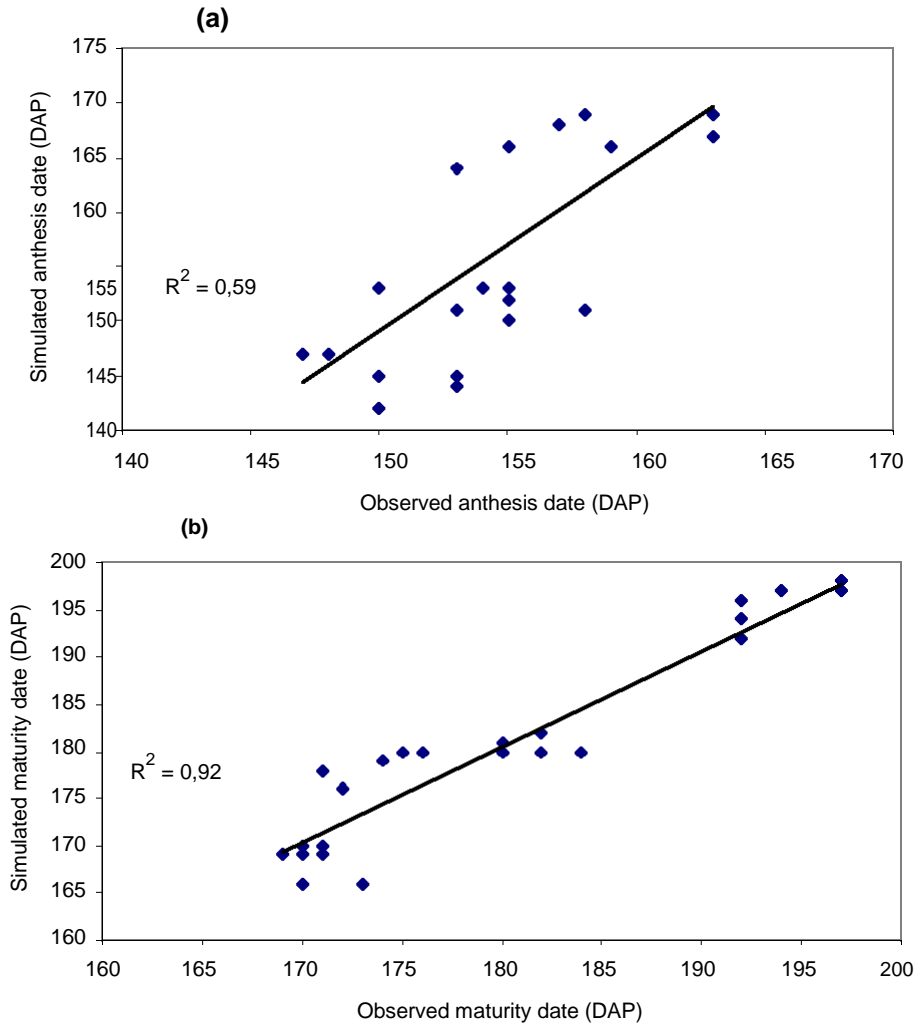 (a)
175
170
165
160
155
150
145
140
Simulated anthesis date (DAP)
R² = 0,59
140 145 150 155 160 165 170
Observed anthesis date (DAP)
(b)
200
195
190
185
180
175
170
165
160
Simulated maturity date (DAP)
R² = 0,92
160 165 170 175 180 185 190 195 200
Observed maturity date (DAP)